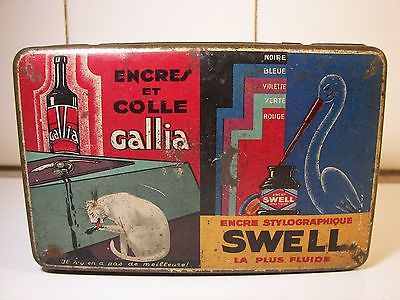 ENCRES
ET
COLLE
Gallia
Gallia
Il n'y en a pas de meilleure!
NOIRE
BLEUE
VIOLETTE
VERTE
ROUGE
ENCRE
SWELL
ENCRE STYLOGRAPHIQUE
SWELL
LA PLUS FLUIDE